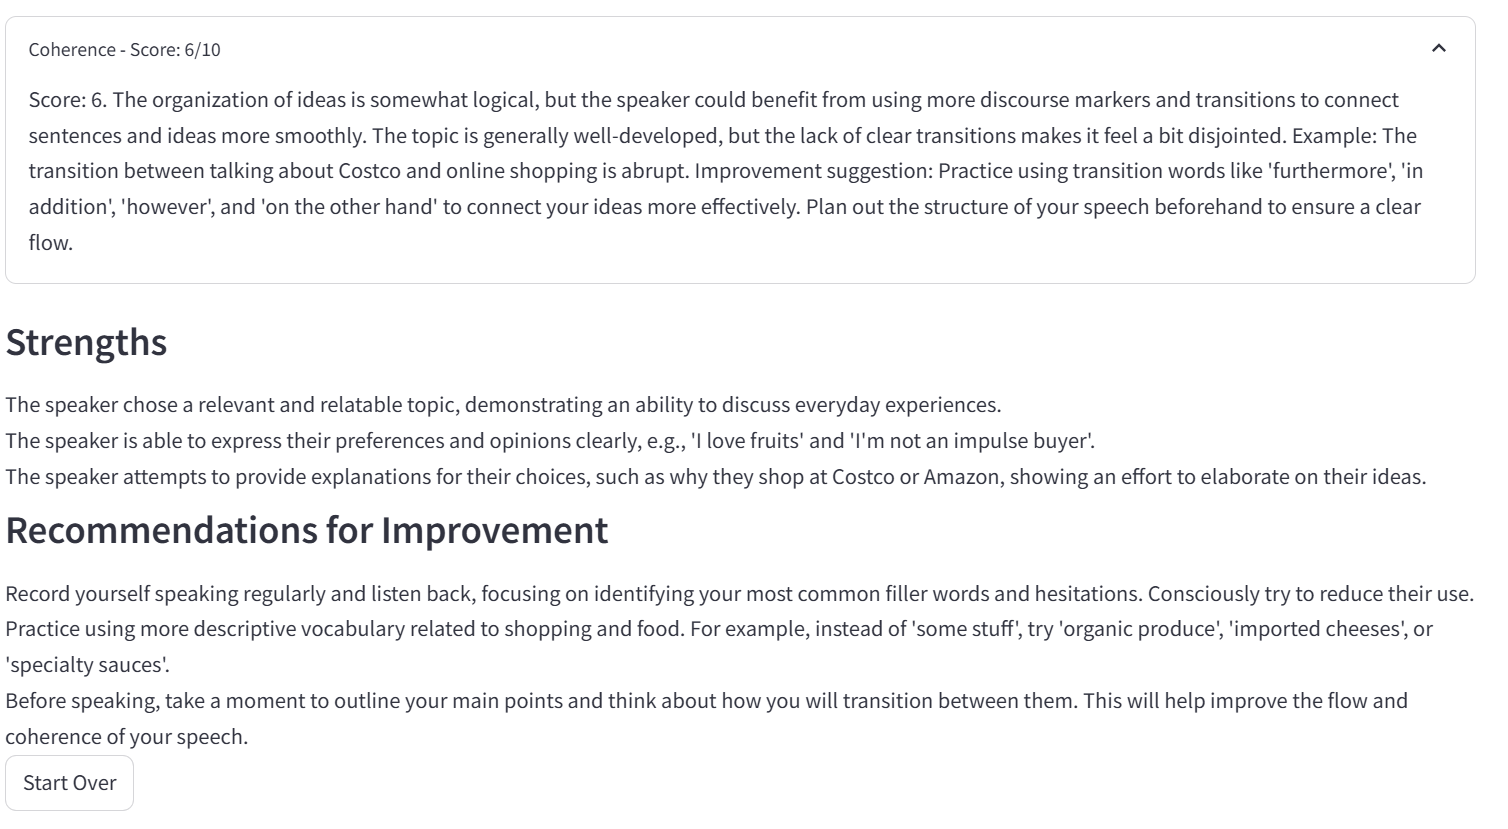 Coherence - Score: 6/10
Score: 6. The organization of ideas is somewhat logical, but the speaker could benefit from using more discourse markers and transitions to connect
sentences and ideas more smoothly. The topic is generally well-developed, but the lack of clear transitions makes it feel a bit disjointed. Example: The
transition between talking about Costco and online shopping is abrupt. Improvement suggestion: Practice using transition words like 'furthermore', 'in
addition', 'however', and 'on the other hand' to connect your ideas more effectively. Plan out the structure of your speech beforehand to ensure a clear
flow.
Strengths
The speaker chose a relevant and relatable topic, demonstrating an ability to discuss everyday experiences.
The speaker is able to express their preferences and opinions clearly, e.g., 'I love fruits' and 'I'm not an impulse buyer'.
The speaker attempts to provide explanations for their choices, such as why they shop at Costco or Amazon, showing an effort to elaborate on their ideas.
Recommendations for Improvement
Record yourself speaking regularly and listen back, focusing on identifying your most common filler words and hesitations. Consciously try to reduce their use.
Practice using more descriptive vocabulary related to shopping and food. For example, instead of 'some stuff', try 'organic produce', 'imported cheeses', or
'specialty sauces'.
Before speaking, take a moment to outline your main points and think about how you will transition between them. This will help improve the flow and
coherence of your speech.
Start Over